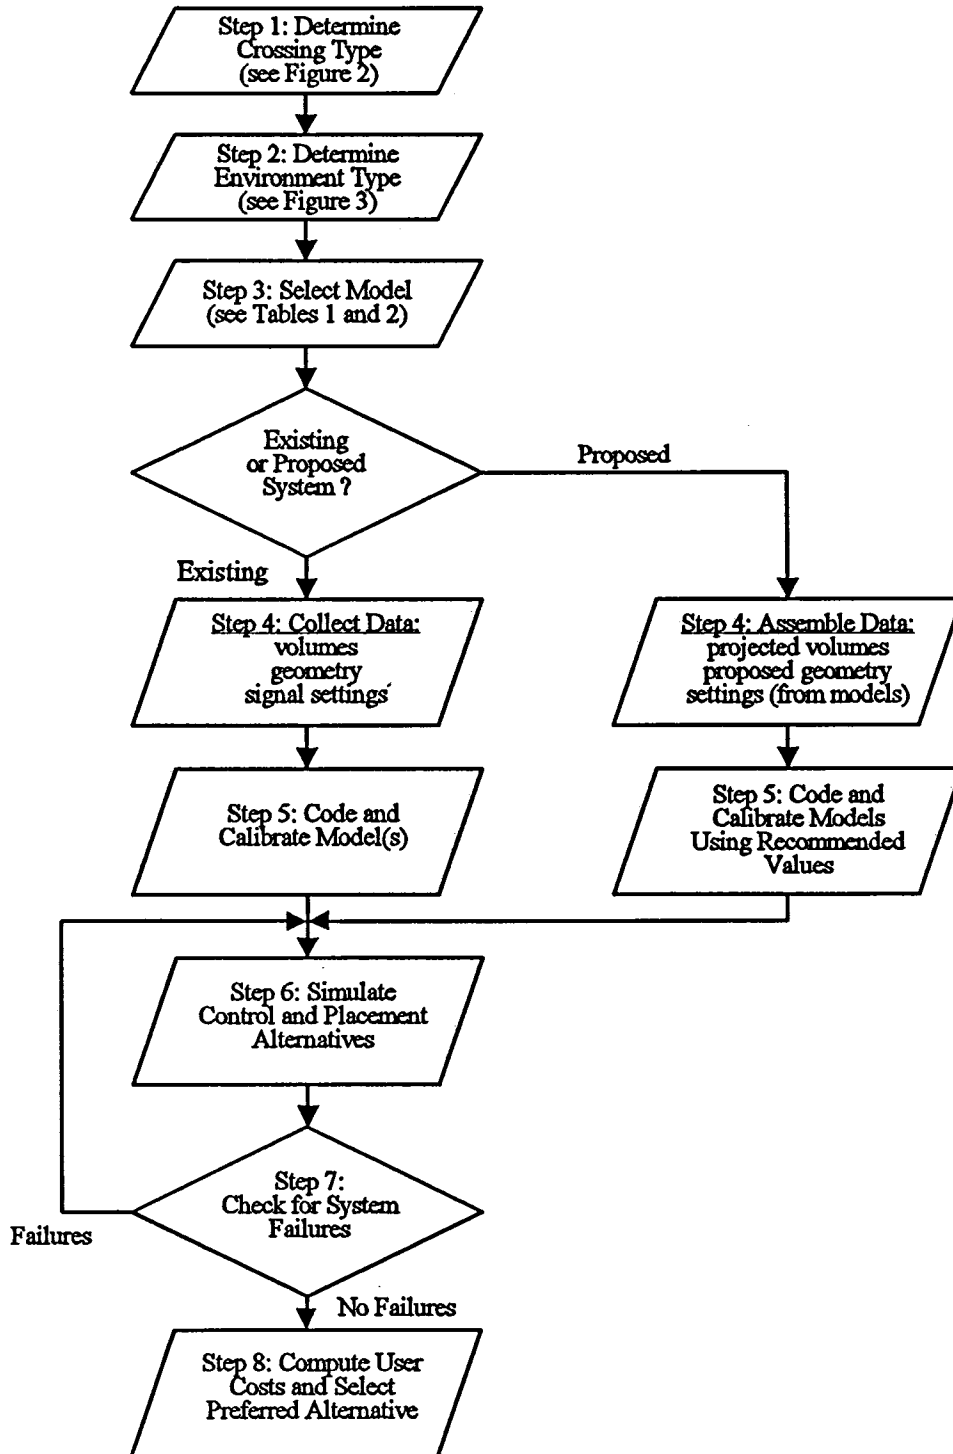 Step 1: Determine
Crossing Type
(see Figure 2)
Step 2: Determine
Environment Type
(see Figure 3)
Step 3: Select Model
(see Tables 1 and 2)
Existing
or Proposed
System ?
Proposed
Existing
Step 4: Collect Data:
volumes
geometry
signal settings
Step 4: Assemble Data:
projected volumes
proposed geometry
settings (from models)
Step 5: Code and
Calibrate Model(s)
Step 5: Code and
Calibrate Models
Using Recommended
Values
Step 6: Simulate
Control and Placement
Alternatives
Step 7:
Check for System
Failures
Failures
No Failures
Step 8: Compute User
Costs and Select
Preferred Alternative